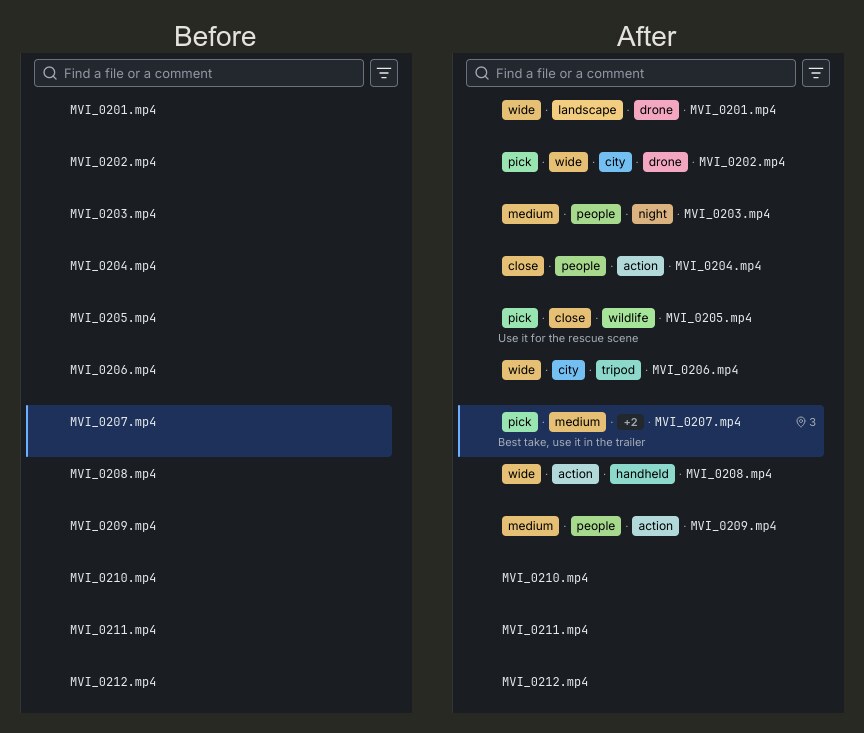 Before
Find a file or a comment
MVI_0201.mp4
MVI_0202.mp4
MVI_0203.mp4
MVI_0204.mp4
MVI_0205.mp4
MVI_0206.mp4
MVI_0207.mp4
MVI_0208.mp4
MVI_0209.mp4
MVI_0210.mp4
MVI_0211.mp4
MVI_0212.mp4
After
Find a file or a comment
wide · landscape · drone · MVI_0201.mp4
pick · wide · city · drone · MVI_0202.mp4
medium · people · night · MVI_0203.mp4
close · people · action · MVI_0204.mp4
pick · close · wildlife · MVI_0205.mp4
Use it for the rescue scene
wide · city · tripod · MVI_0206.mp4
pick · medium · +2 · MVI_0207.mp4 3
Best take, use it in the trailer
wide · action · handheld · MVI_0208.mp4
medium · people · action · MVI_0209.mp4
MVI_0210.mp4
MVI_0211.mp4
MVI_0212.mp4